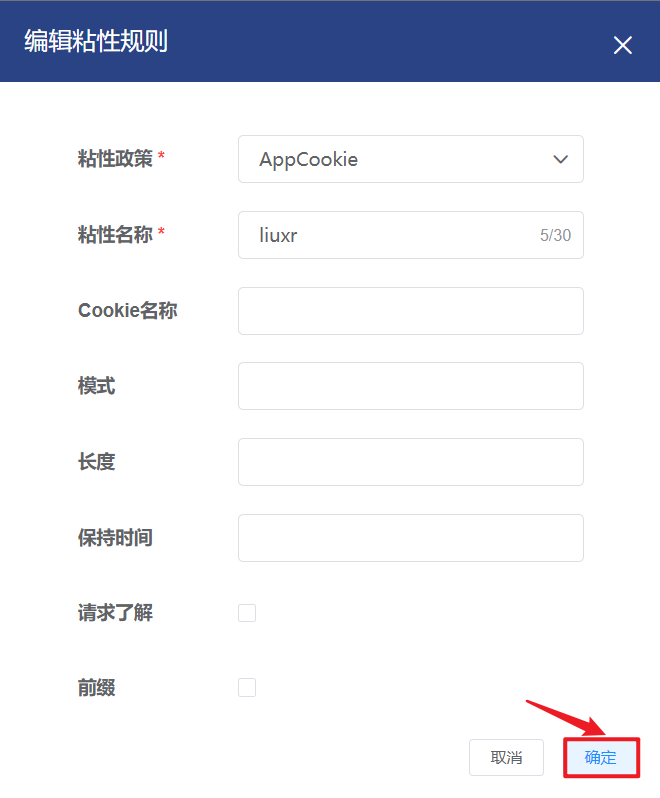 编辑粘性规则
粘性政策 *
AppCookie
粘性名称 *
liuxr
5/30
Cookie名称
模式
长度
保持时间
请求了解
前缀
取消
确定